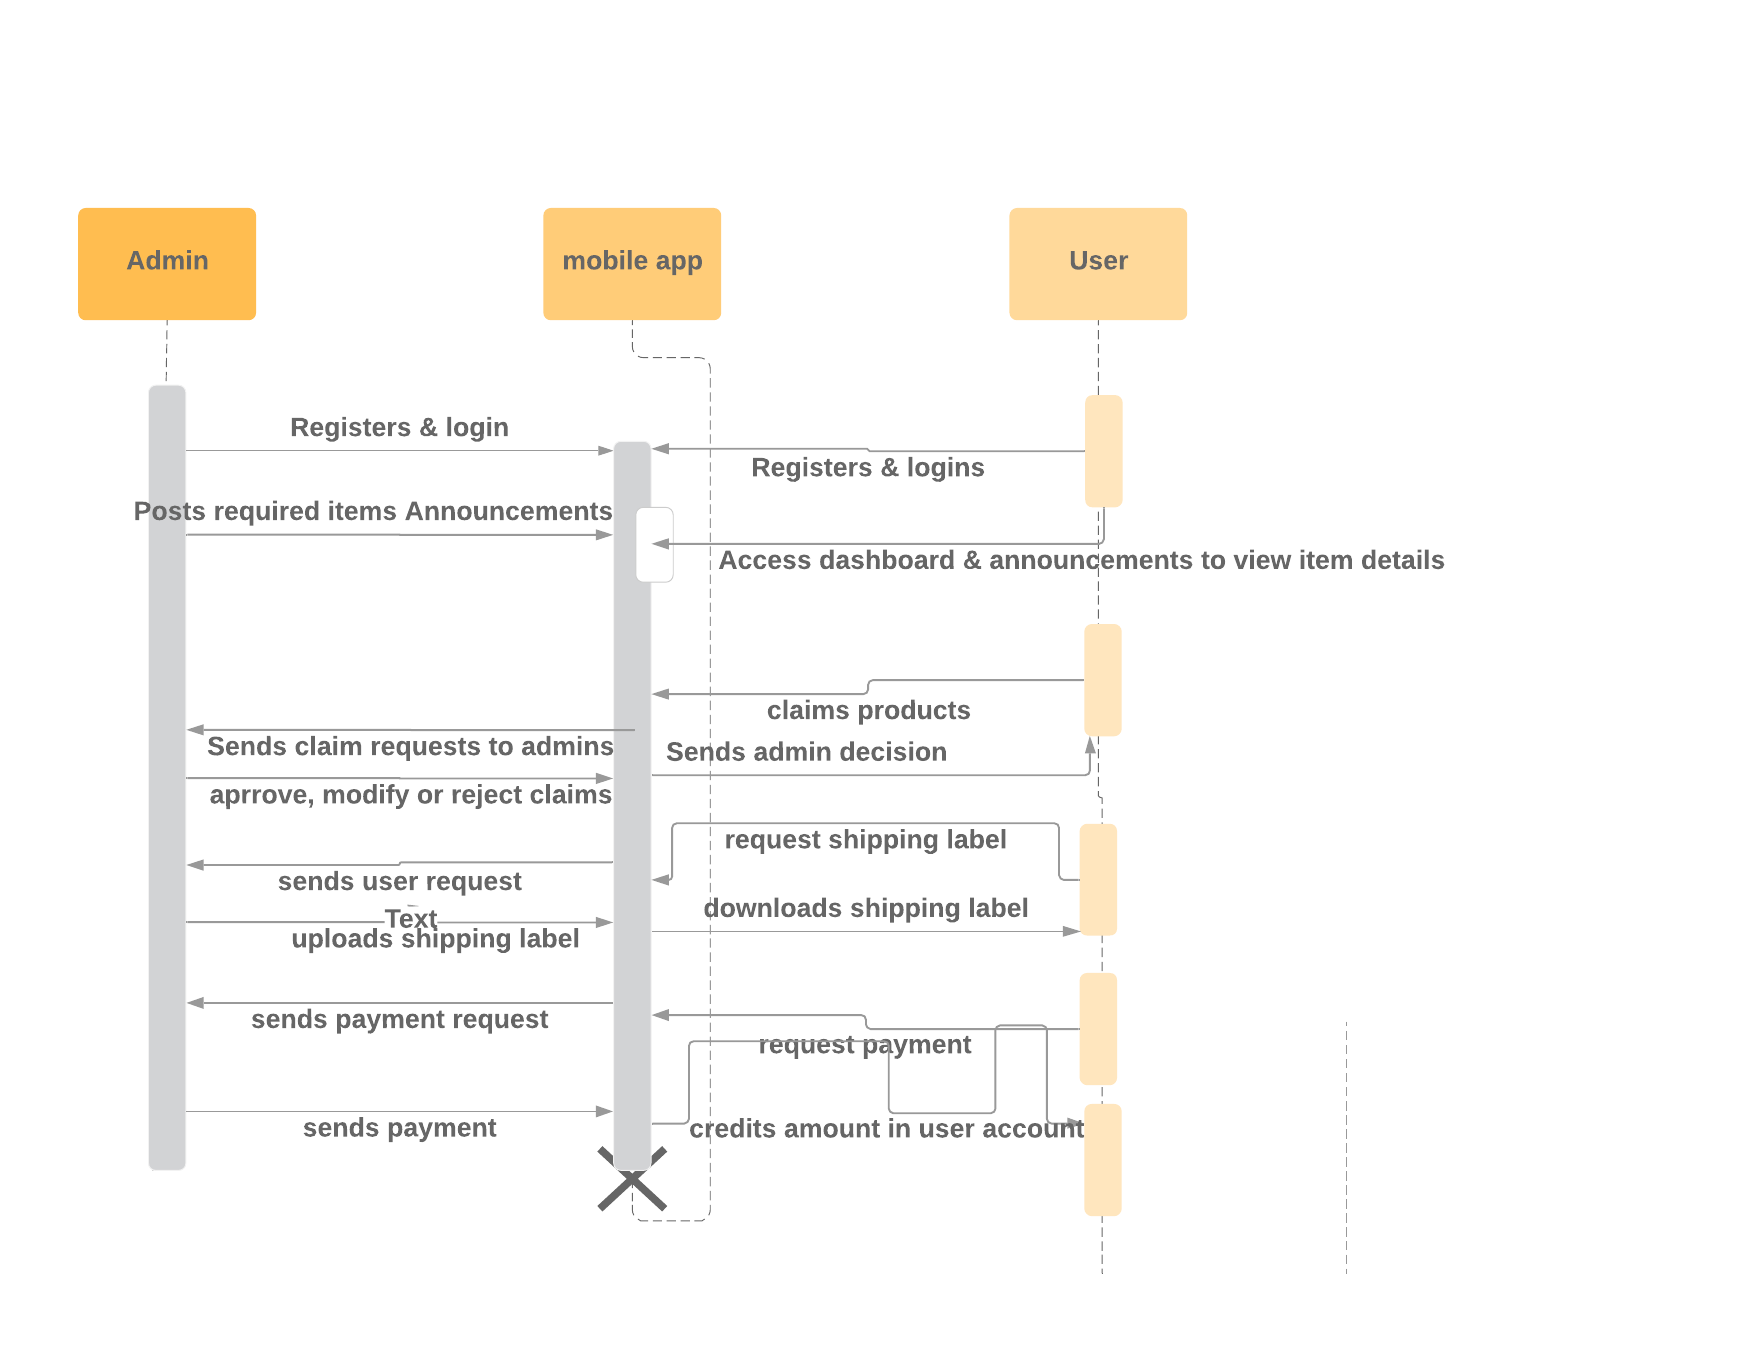 Admin
mobile app
User
Registers & login
Registers & logins
Posts required items Announcements
Access dashboard & announcements to view item details
claims products
Sends claim requests to admins
Sends admin decision
aprrove, modify or reject claims
request shipping label
sends user request
downloads shipping label
Text
uploads shipping label
sends payment request
request payment
sends payment
credits amount in user account